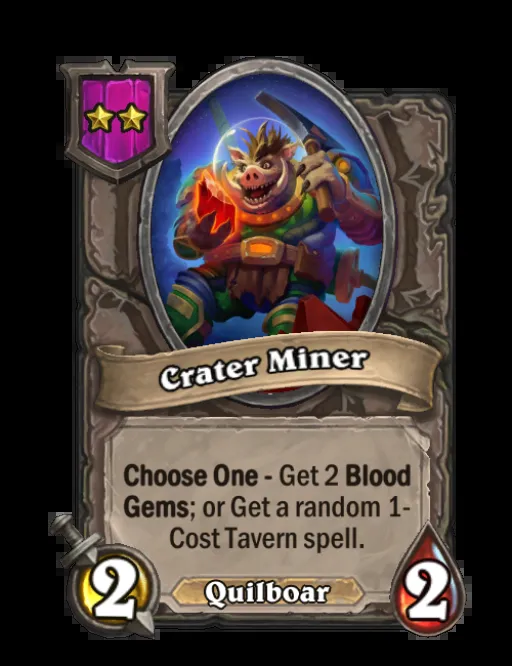 Crater Miner
Choose One - Get 2 Blood
Gems; or Get a random 1-
Cost Tavern spell.
2
Quilboar
2